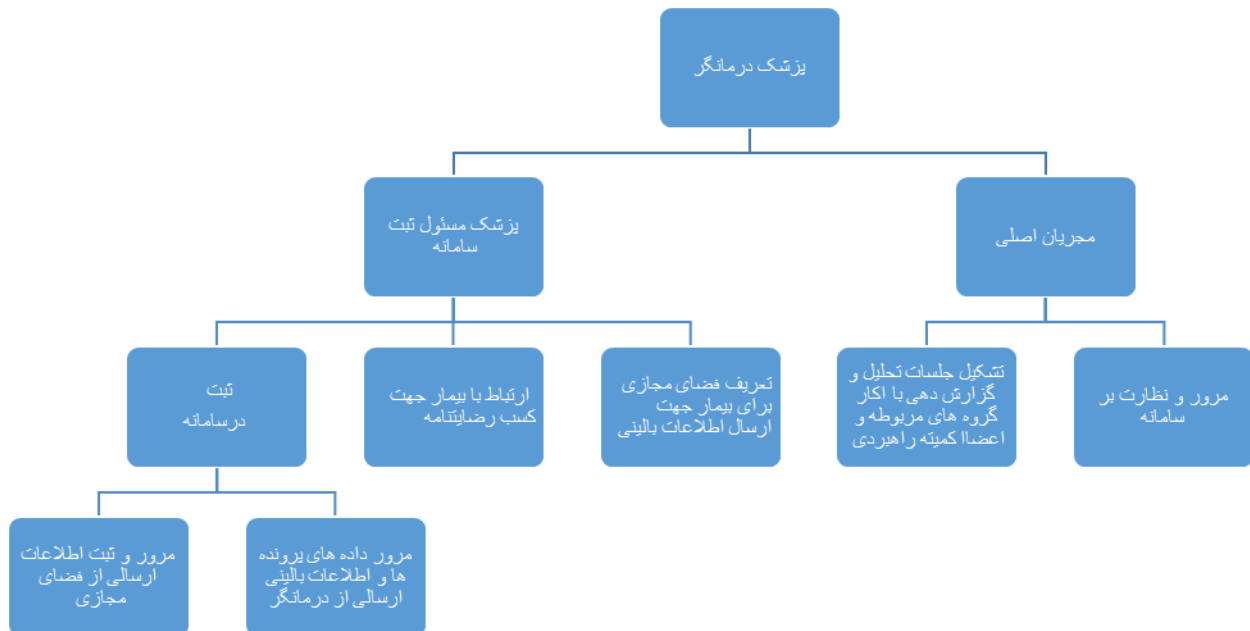 پزشک درمانگر
مجریان اصلی
پزشک مسئول ثبت
سامانه
مرور و نظارت بر
سامانه
تشکیل جلسات تحلیل و
گزارش دهی با اکار
گروه های مربوطه و
اعضاا کمیته راهبردی
تعریف فضای مجازی
برای بیمار جهت
ارسال اطلاعات بالینی
ارتباط با بیمار جهت
کسب رضایتنامه
ثبت
درسامانه
مرور داده های پرونده
ها و اطلاعات بالینی
ارسالی از درمانگر
مرور و ثبت اطلاعات
ارسالی از فضای
مجازی